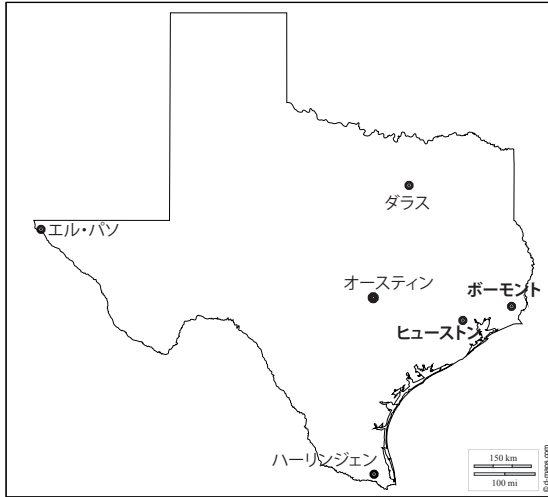 ダラス
エル・パソ
オースティン
ボーモント
ヒューストン
ハーリンジェン
150 km
100 mi
© d-maps.com